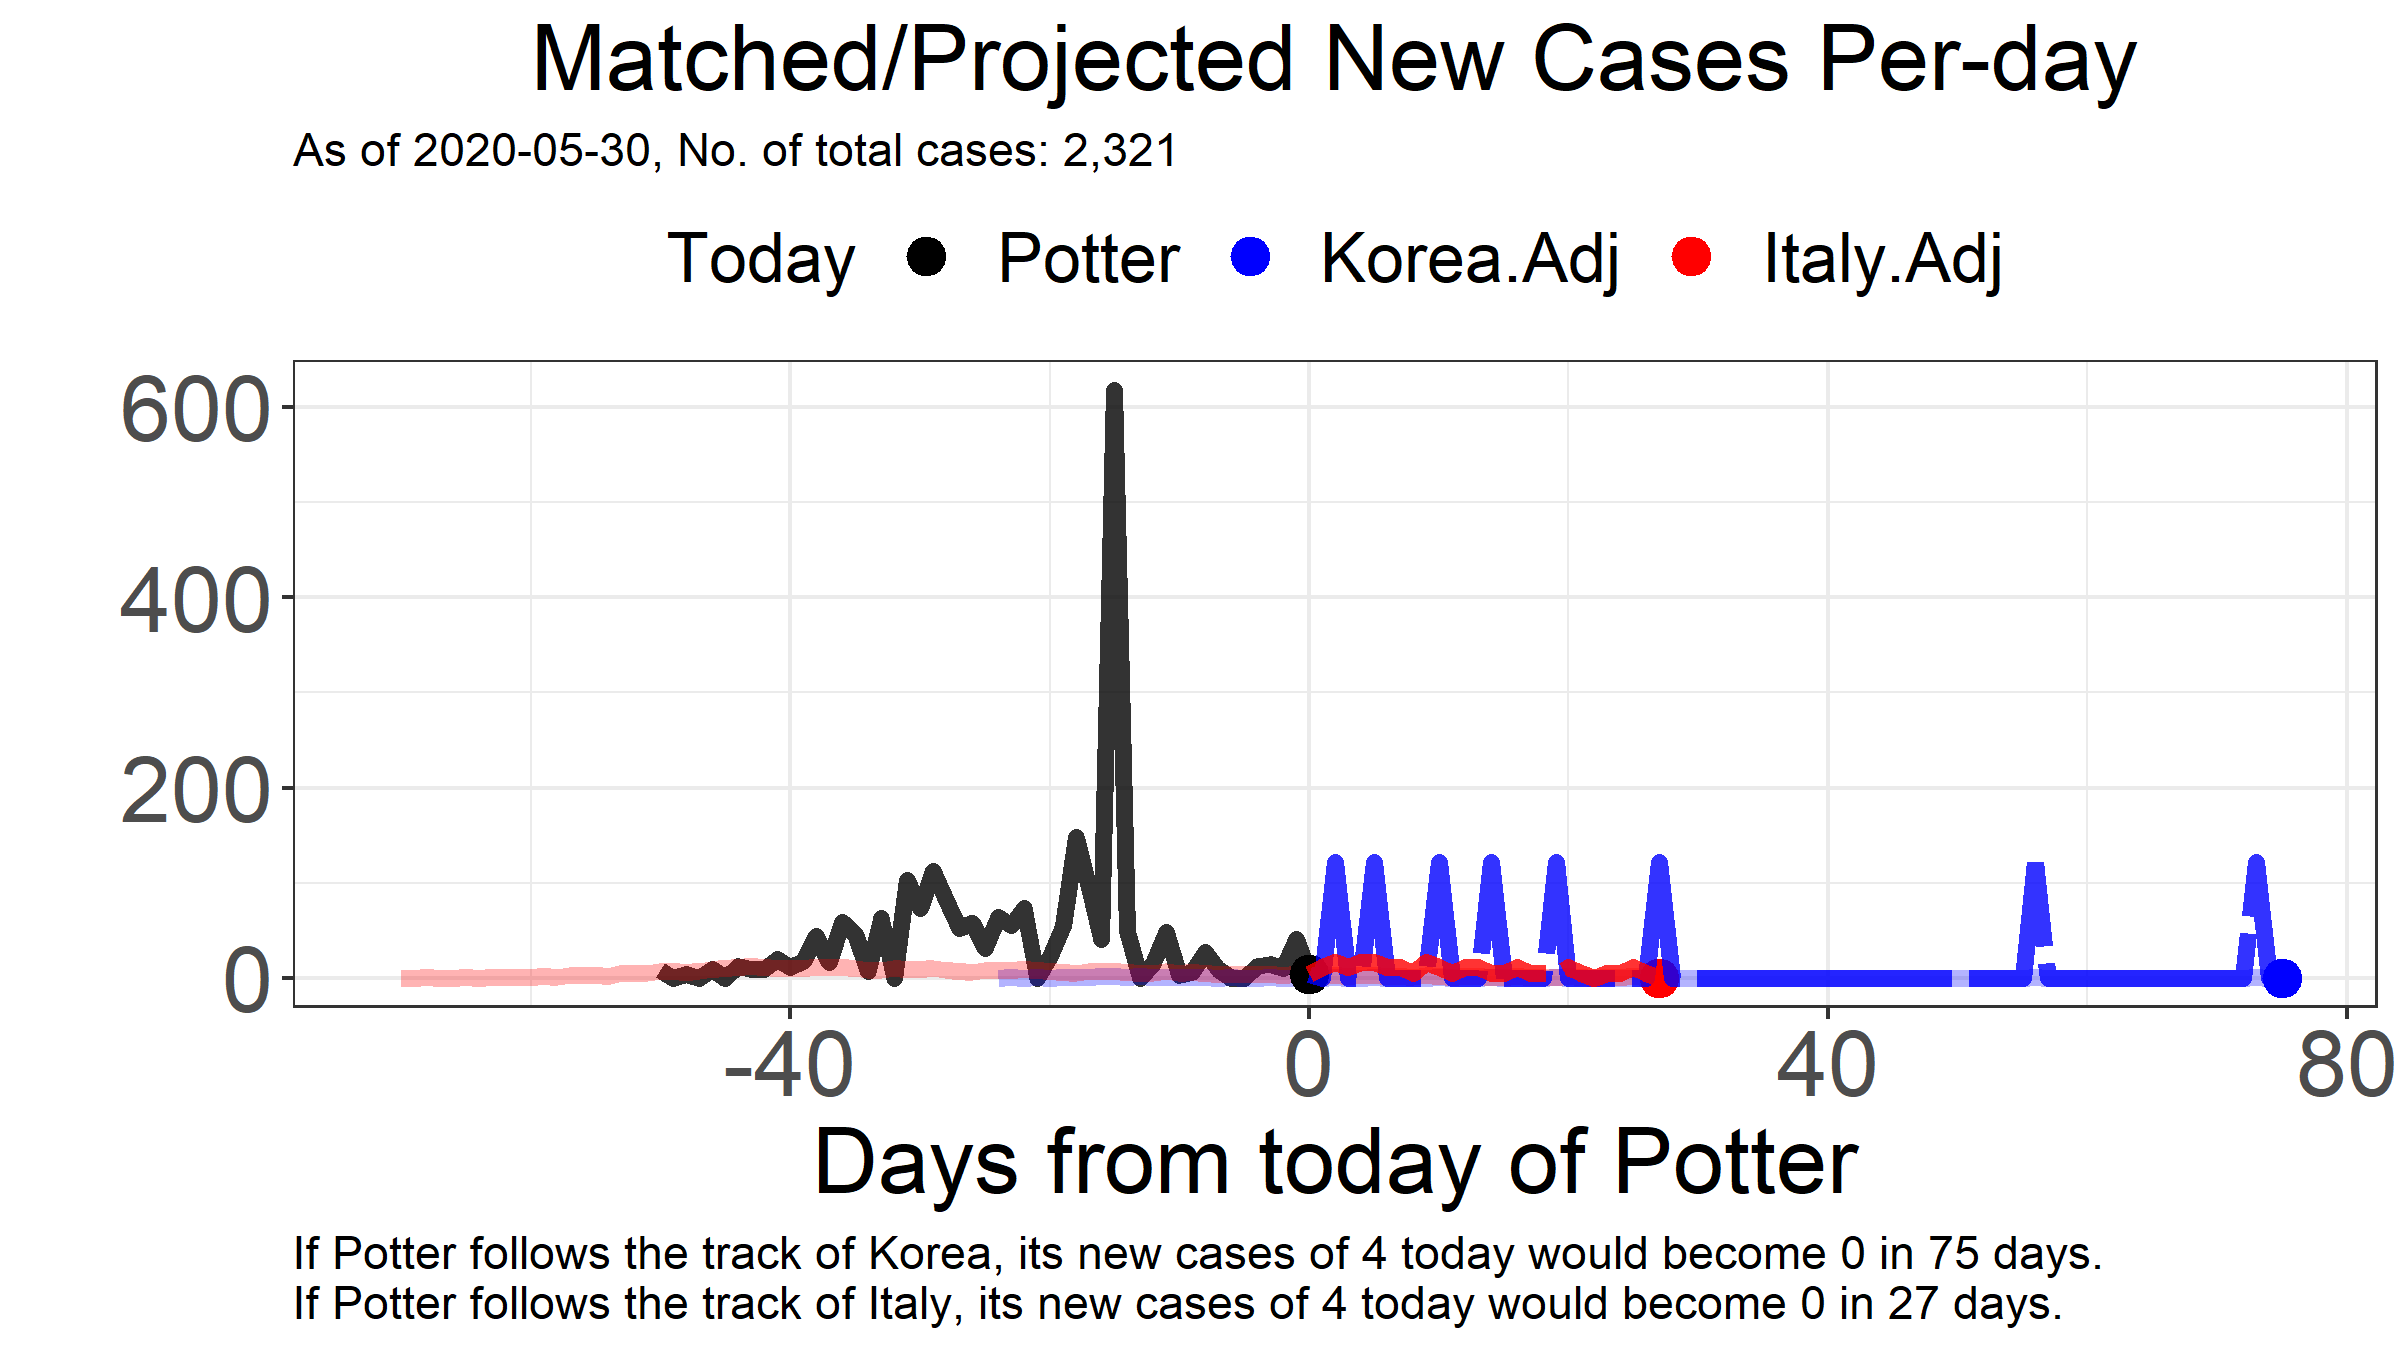 Matched/Projected New Cases Per-day
As of 2020-05-30, No. of total cases: 2,321
Today Potter Korea.Adj Italy.Adj
600
400
200
0
-40 0 40 80
Days from today of Potter
If Potter follows the track of Korea, its new cases of 4 today would become 0 in 75 days.
If Potter follows the track of Italy, its new cases of 4 today would become 0 in 27 days.